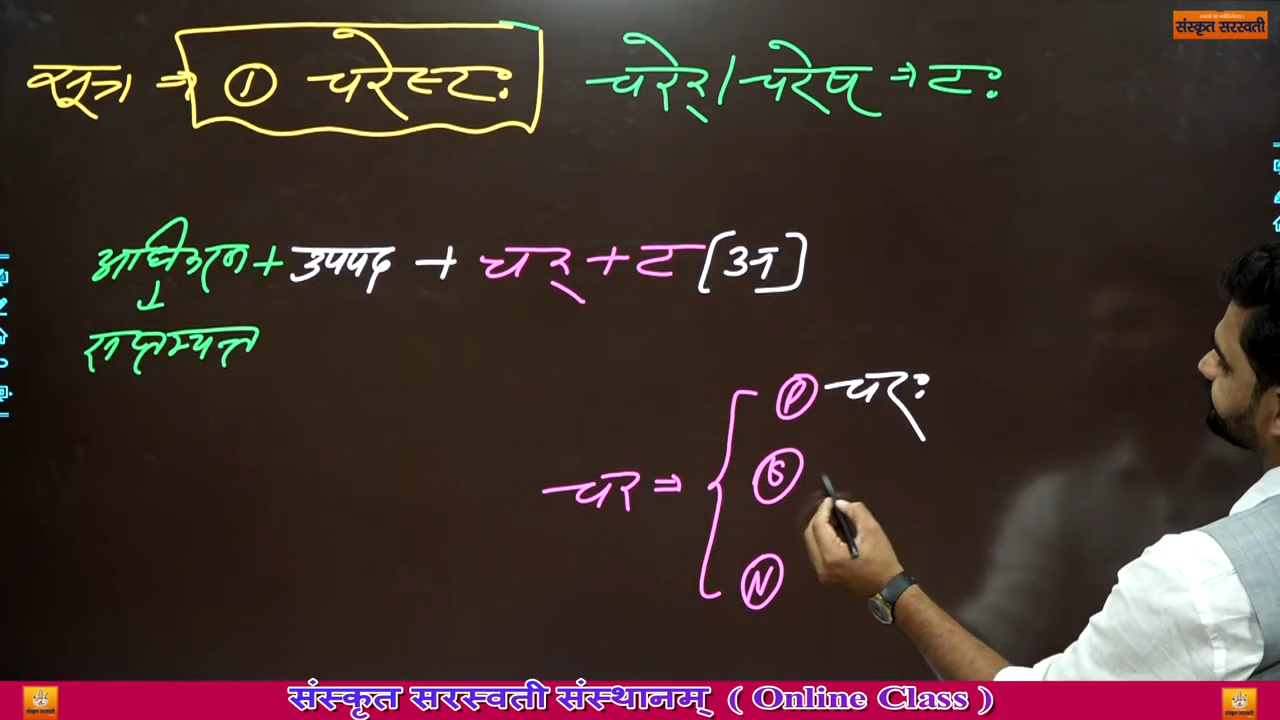 संस्कृत सरस्वती
सूत्र ⇒ ① चरेष्टः चरेर् / चरेष् ⇒ टः
अधिकरण + उपपद + चर् + ट [अ]
↓
सप्तम्यन्त
Ⓟ चरः
चर ⇒ { Ⓢ
Ⓝ
संस्कृत सरस्वती संस्थानम् ( Online Class )